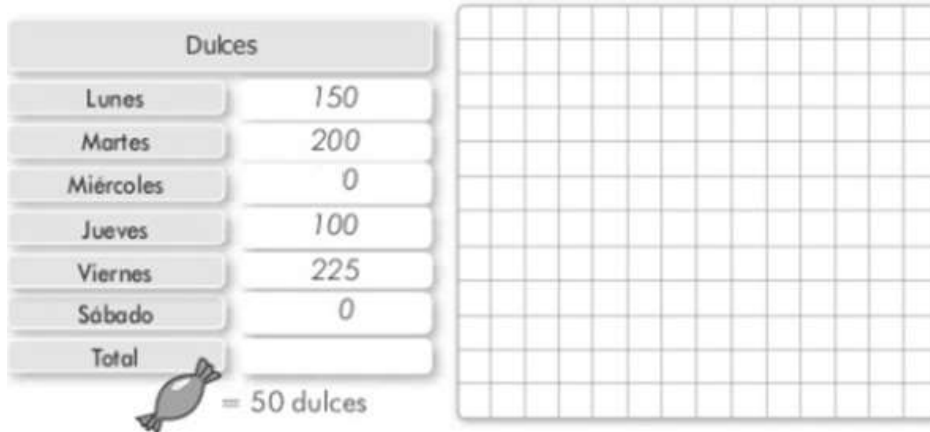 Dulces
Lunes 150
Martes 200
Miércoles 0
Jueves 100
Viernes 225
Sábado 0
Total
= 50 dulces